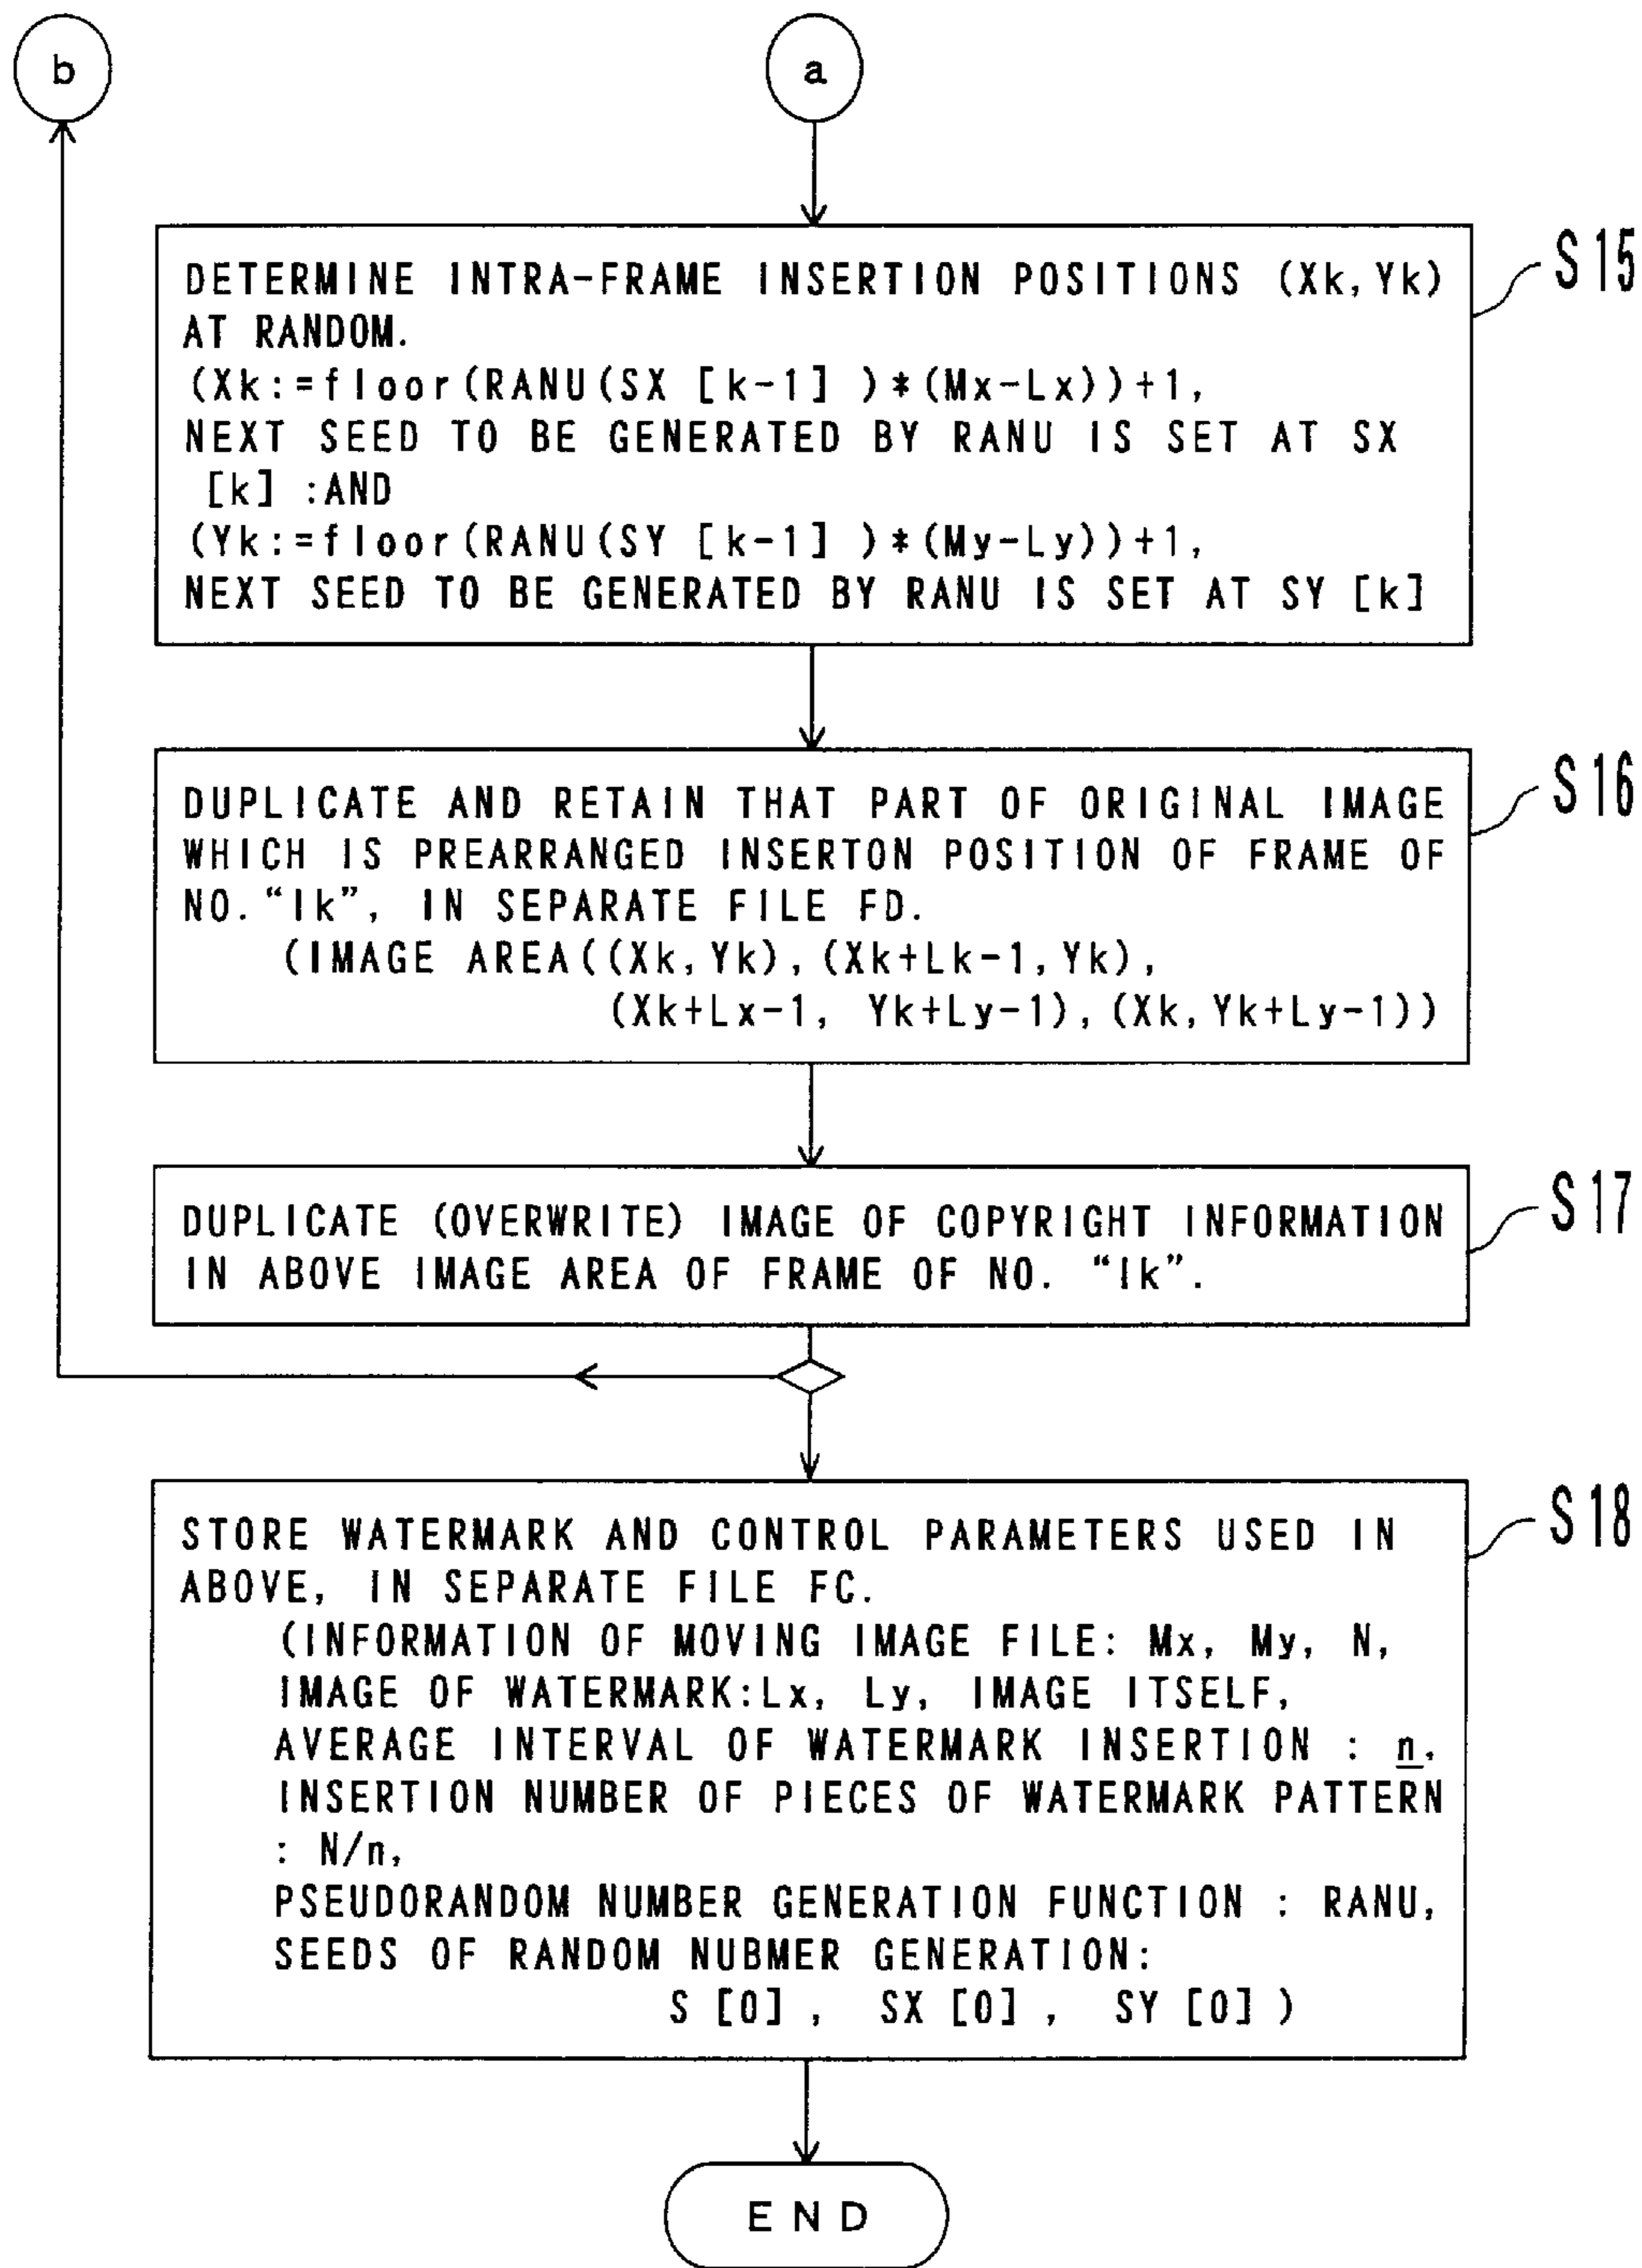 b
a
S15
DETERMINE INTRA-FRAME INSERTION POSITIONS (Xk, Yk)
AT RANDOM.
(Xk:=floor(RANU(SX [k-1] )*(Mx-Lx))+1,
NEXT SEED TO BE GENERATED BY RANU IS SET AT SX
[k] :AND
(Yk:=floor(RANU(SY [k-1] )*(My-Ly))+1,
NEXT SEED TO BE GENERATED BY RANU IS SET AT SY [k]
S16
DUPLICATE AND RETAIN THAT PART OF ORIGINAL IMAGE
WHICH IS PREARRANGED INSERTON POSITION OF FRAME OF
NO. “Ik”, IN SEPARATE FILE FD.
(IMAGE AREA((Xk, Yk), (Xk+Lk-1, Yk),
(Xk+Lx-1, Yk+Ly-1), (Xk, Yk+Ly-1))
S17
DUPLICATE (OVERWRITE) IMAGE OF COPYRIGHT INFORMATION
IN ABOVE IMAGE AREA OF FRAME OF NO. “Ik”.
S18
STORE WATERMARK AND CONTROL PARAMETERS USED IN
ABOVE, IN SEPARATE FILE FC.
(INFORMATION OF MOVING IMAGE FILE: Mx, My, N,
IMAGE OF WATERMARK:Lx, Ly, IMAGE ITSELF,
AVERAGE INTERVAL OF WATERMARK INSERTION : n,
INSERTION NUMBER OF PIECES OF WATERMARK PATTERN
: N/n,
PSEUDORANDOM NUMBER GENERATION FUNCTION : RANU,
SEEDS OF RANDOM NUBMER GENERATION:
S [0] , SX [0] , SY [0] )
END